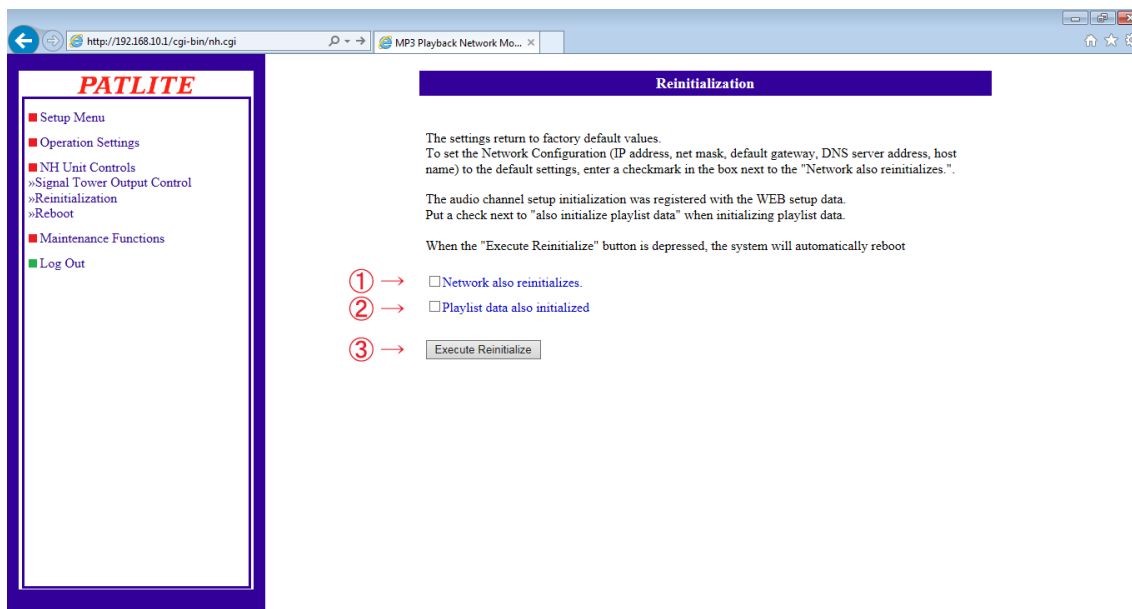 http://192.168.10.1/cgi-bin/nh.cgi
MP3 Playback Network Mo...
PATLITE
Setup Menu
Operation Settings
NH Unit Controls
»Signal Tower Output Control
»Reinitialization
»Reboot
Maintenance Functions
Log Out
Reinitialization
The settings return to factory default values.
To set the Network Configuration (IP address, net mask, default gateway, DNS server address, host
name) to the default settings, enter a checkmark in the box next to the "Network also reinitializes.".
The audio channel setup initialization was registered with the WEB setup data.
Put a check next to "also initialize playlist data" when initializing playlist data.
When the "Execute Reinitialize" button is depressed, the system will automatically reboot
① → Network also reinitializes.
② → Playlist data also initialized
③ → Execute Reinitialize